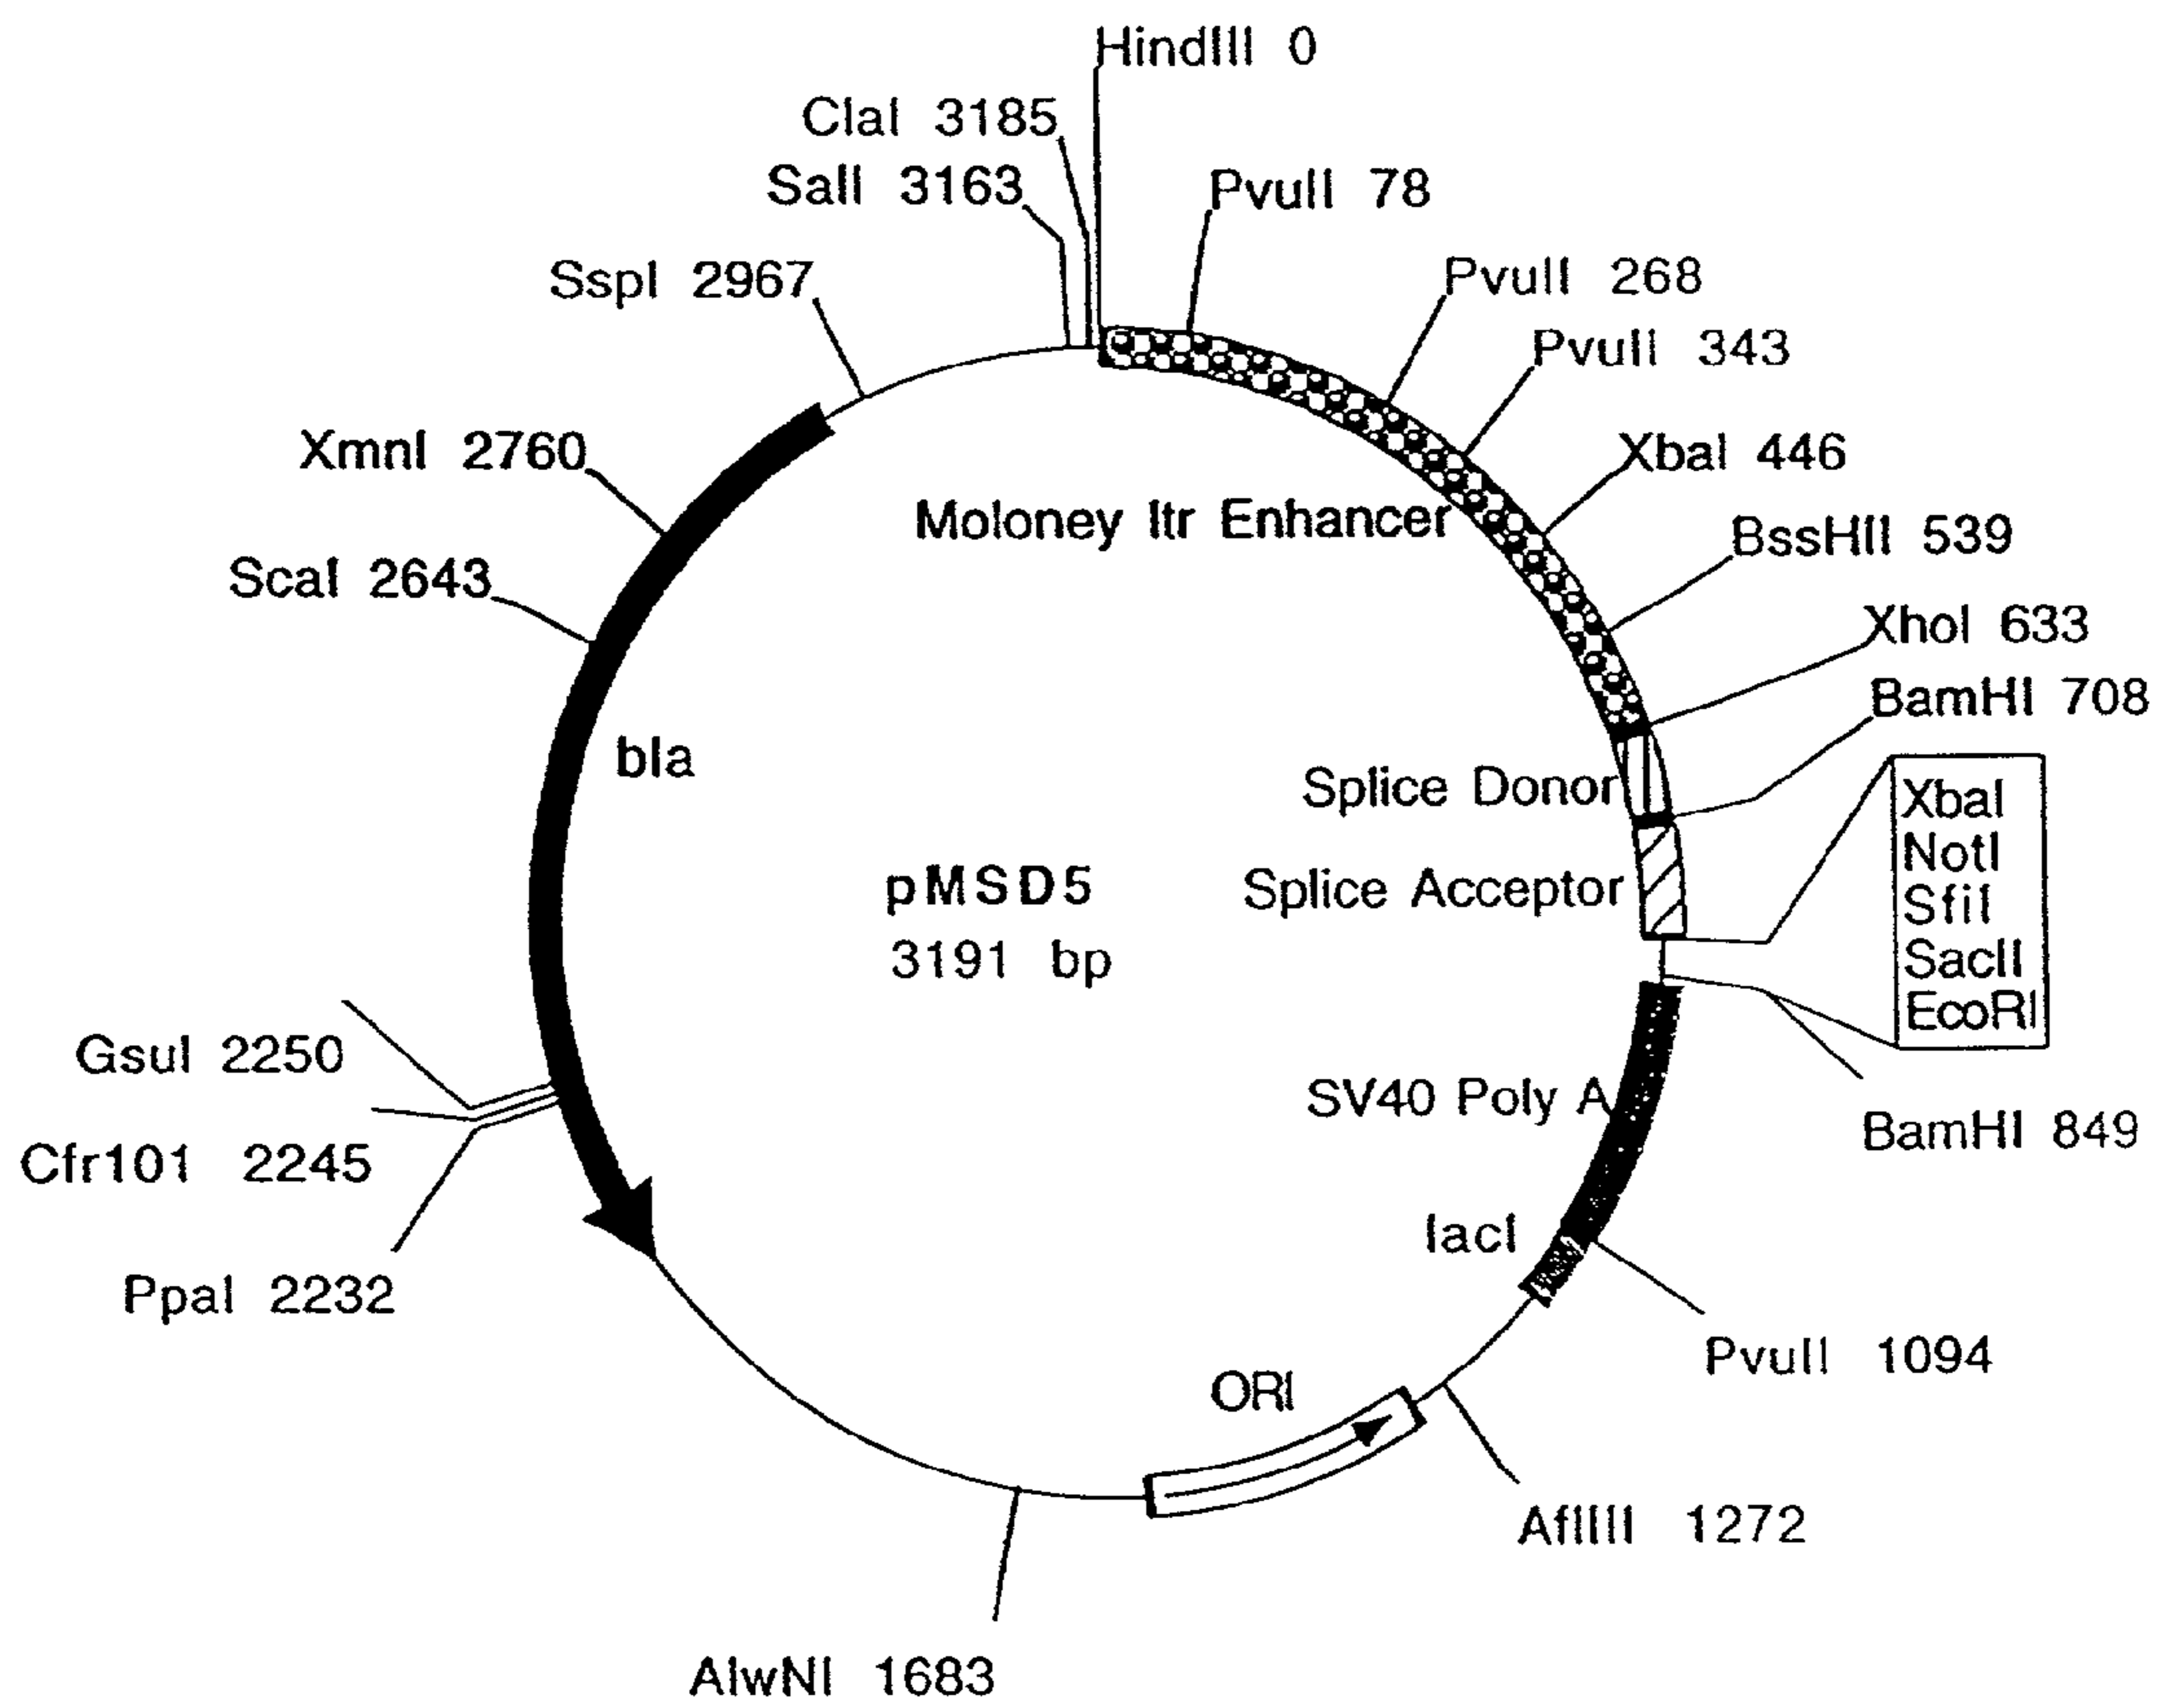 HindIII 0
ClaI 3185
SalI 3163
PvuII 78
SspI 2967
PvuII 268
PvuII 343
XmnI 2760
XbaI 446
Moloney ltr Enhancer
BssHII 539
ScaI 2643
XhoI 633
BamHI 708
bla
Splice Donor
XbaI
NotI
SfiI
SacII
EcoRI
pMSD5
3191 bp
Splice Acceptor
GsuI 2250
SV40 Poly A
BamHI 849
Cfr101 2245
lacI
PpaI 2232
PvuII 1094
ORI
AflIII 1272
AlwNI 1683